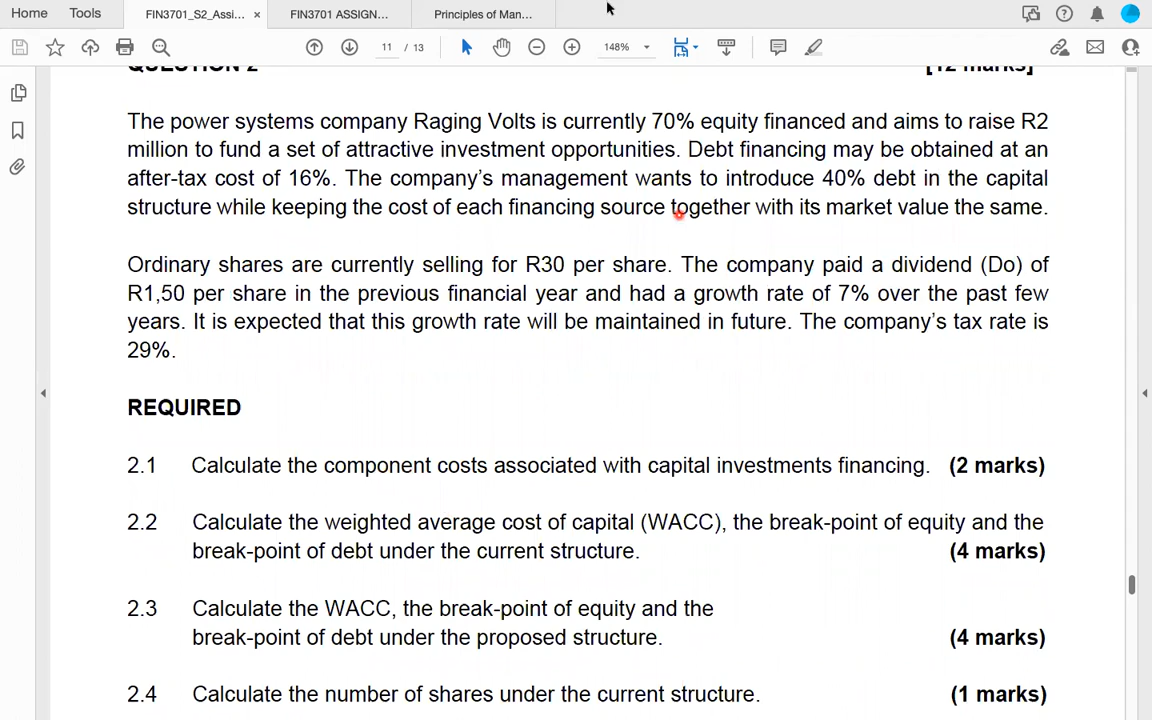 Home Tools FIN3701_S2_Assi... × FIN3701 ASSIGN... Principles of Man...
11 / 13 148%
QUESTION 2 [12 marks]
The power systems company Raging Volts is currently 70% equity financed and aims to raise R2
million to fund a set of attractive investment opportunities. Debt financing may be obtained at an
after-tax cost of 16%. The company's management wants to introduce 40% debt in the capital
structure while keeping the cost of each financing source together with its market value the same.
Ordinary shares are currently selling for R30 per share. The company paid a dividend (Do) of
R1,50 per share in the previous financial year and had a growth rate of 7% over the past few
years. It is expected that this growth rate will be maintained in future. The company's tax rate is
29%.
REQUIRED
2.1 Calculate the component costs associated with capital investments financing. (2 marks)
2.2 Calculate the weighted average cost of capital (WACC), the break-point of equity and the
break-point of debt under the current structure. (4 marks)
2.3 Calculate the WACC, the break-point of equity and the
break-point of debt under the proposed structure. (4 marks)
2.4 Calculate the number of shares under the current structure. (1 marks)